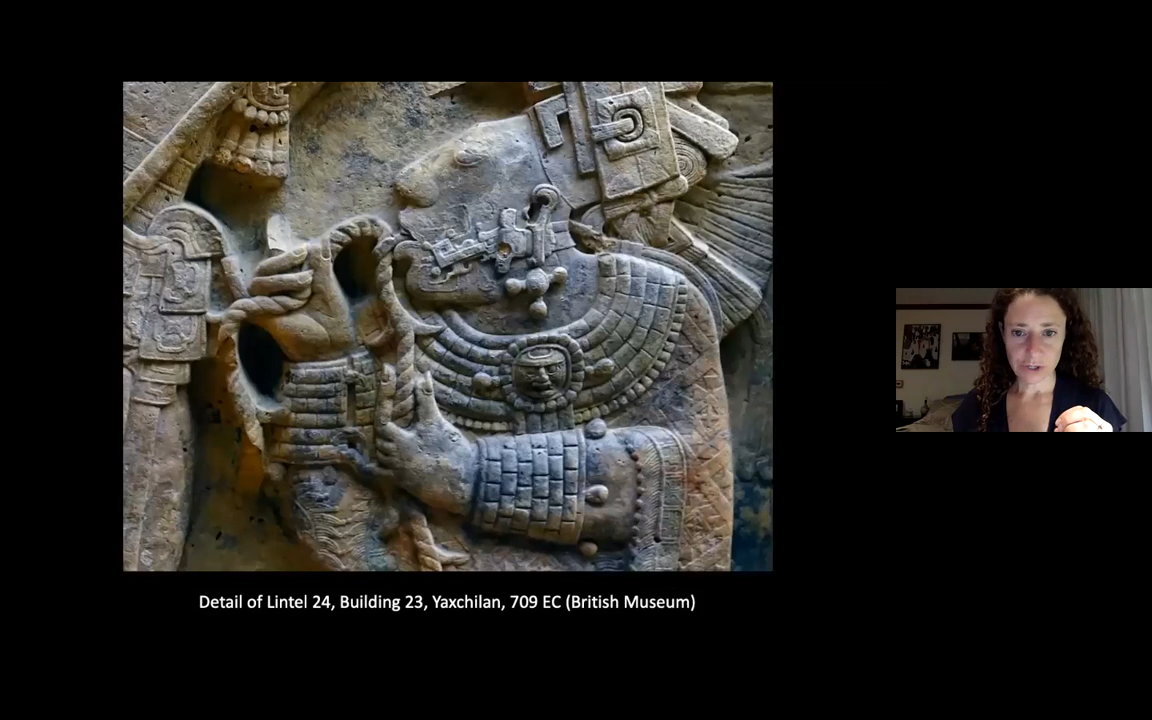 Detail of Lintel 24, Building 23, Yaxchilan, 709 EC (British Museum)